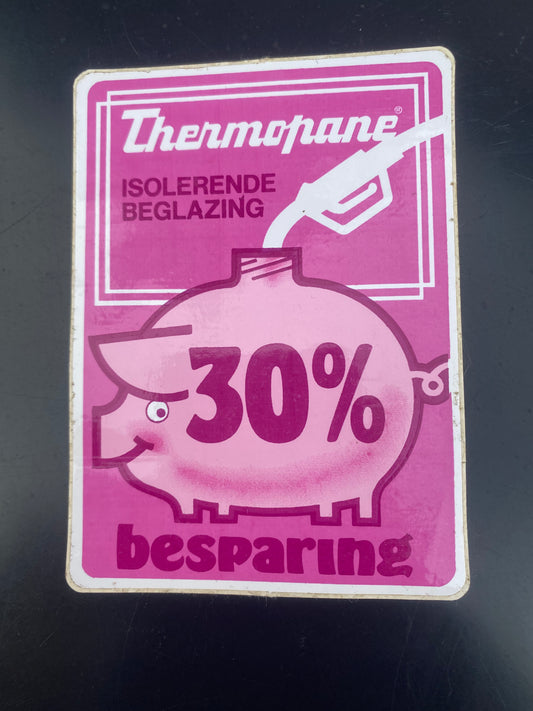 Thermopane®
ISOLERENDE
BEGLAZING
30%
besparing